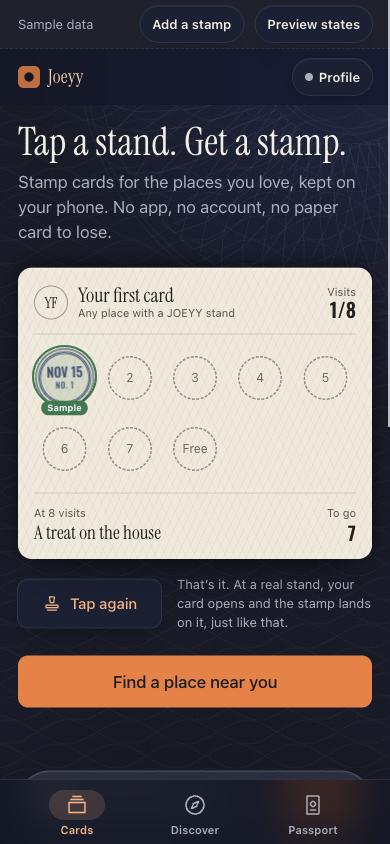 Sample data
Add a stamp
Preview states
Joeyy
Profile
Tap a stand. Get a stamp.
Stamp cards for the places you love, kept on
your phone. No app, no account, no paper
card to lose.
YF
Your first card
Any place with a JOEYY stand
Visits
1/8
NOV 15
NO. 1
Sample
2
3
4
5
6
7
Free
At 8 visits
A treat on the house
To go
7
Tap again
That's it. At a real stand, your
card opens and the stamp lands
on it, just like that.
Find a place near you
Cards
Discover
Passport